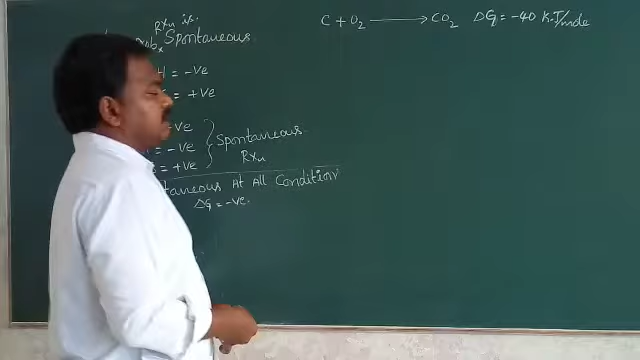 Rxn is.
Spontaneous
H = -ve
= +ve
-ve
= -ve } Spontaneous.
= +ve Rxn
taneous At All Condition
ΔG = -ve.
C + O₂ ⟶ CO₂ ΔG = -40 KJ/mole